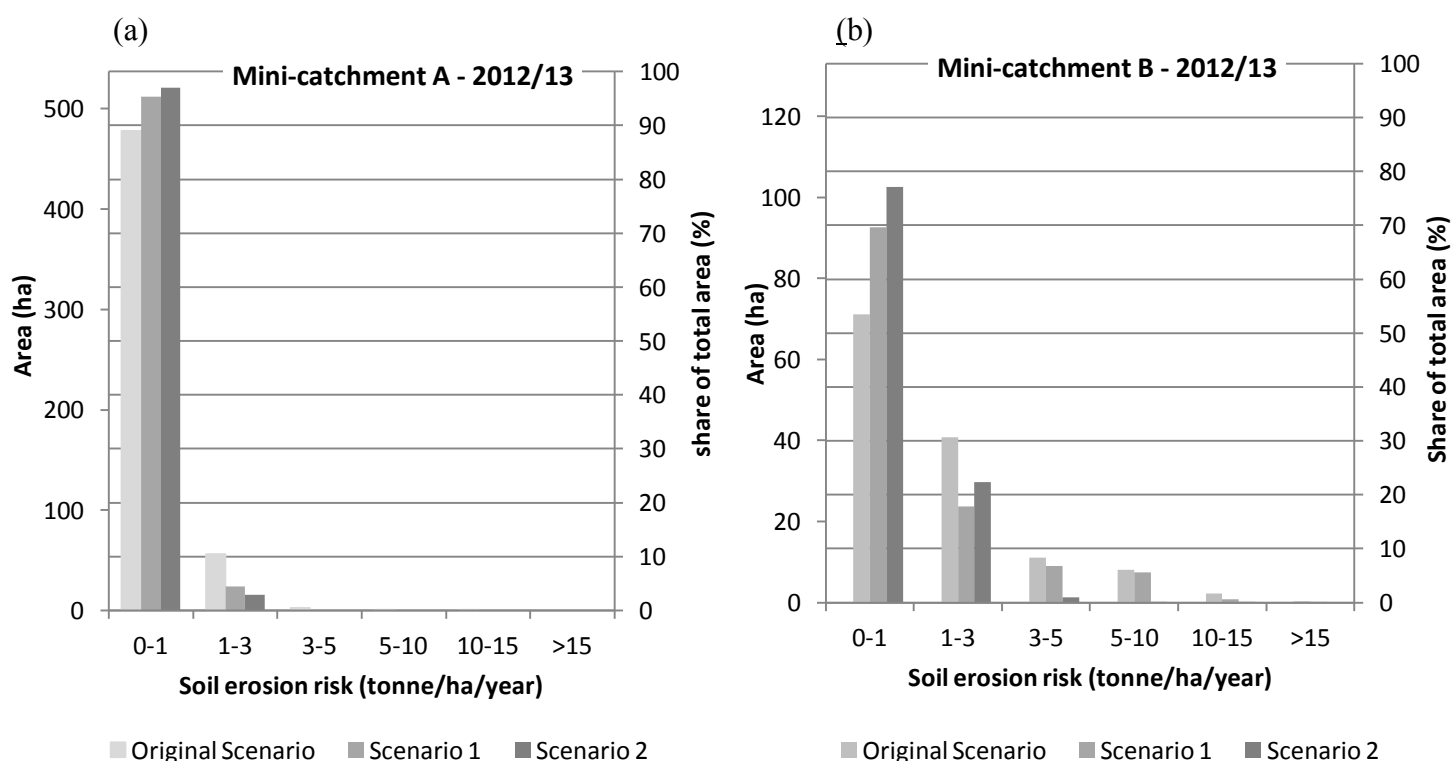 (a)
Mini-catchment A - 2012/13
Area (ha)
500
400
300
200
100
0
share of total area (%)
100
90
80
70
60
50
40
30
20
10
0
0-1 1-3 3-5 5-10 10-15 >15
Soil erosion risk (tonne/ha/year)
Original Scenario Scenario 1 Scenario 2
(b)
Mini-catchment B - 2012/13
Area (ha)
120
100
80
60
40
20
0
Share of total area (%)
100
90
80
70
60
50
40
30
20
10
0
0-1 1-3 3-5 5-10 10-15 >15
Soil erosion risk (tonne/ha/year)
Original Scenario Scenario 1 Scenario 2